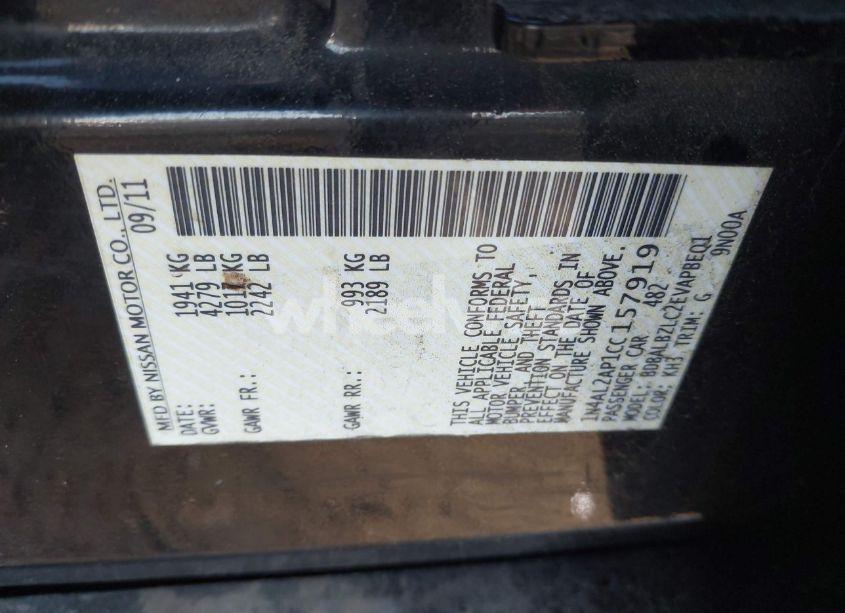 MFD BY NISSAN MOTOR CO., LTD.
DATE: 09/11
GVWR: 1941 KG
4279 LB
GAWR FR.: 1017 KG
2242 LB
GAWR RR.: 993 KG
2189 LB
THIS VEHICLE CONFORMS TO
ALL APPLICABLE FEDERAL
MOTOR VEHICLE SAFETY,
BUMPER, AND THEFT
PREVENTION STANDARDS IN
EFFECT ON THE DATE OF
MANUFACTURE SHOWN ABOVE.
1N4AL2AP1CC157919
PASSENGER CAR 482
MODEL: BDRALBZLC2EVAPBEQI
COLOR: KH3 TRIM: G 9N00A